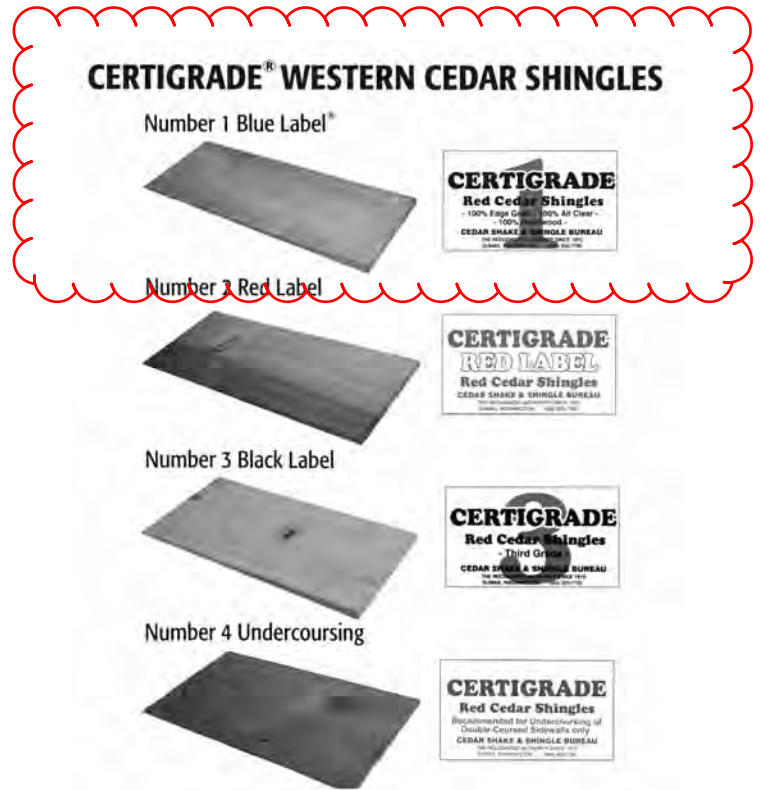 CERTIGRADE® WESTERN CEDAR SHINGLES
Number 1 Blue Label®
CERTIGRADE
Red Cedar Shingles
- 100% Edge Grain 100% All Clear -
- 100%
CEDAR SHAKE & SHINGLE BUREAU
Number 2 Red Label
CERTIGRADE
RED LABEL
Red Cedar Shingles
CEDAR SHAKE & SHINGLE BUREAU
Number 3 Black Label
CERTIGRADE
3
Red Cedar Shingles
- Third Grade -
CEDAR SHAKE & SHINGLE BUREAU
Number 4 Undercoursing
CERTIGRADE
Red Cedar Shingles
Recommended for Undercoursing of
Double-Coursed Sidewalls only
CEDAR SHAKE & SHINGLE BUREAU